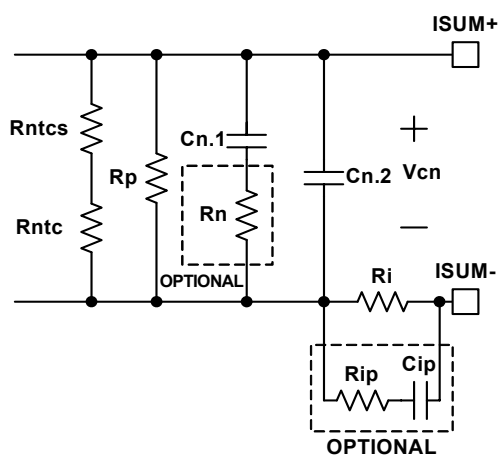 ISUM+
Rntcs
Cn.1
+
Rp
Cn.2
Vcn
Rn
Rntc
−
OPTIONAL
Ri
ISUM-
Rip
Cip
OPTIONAL